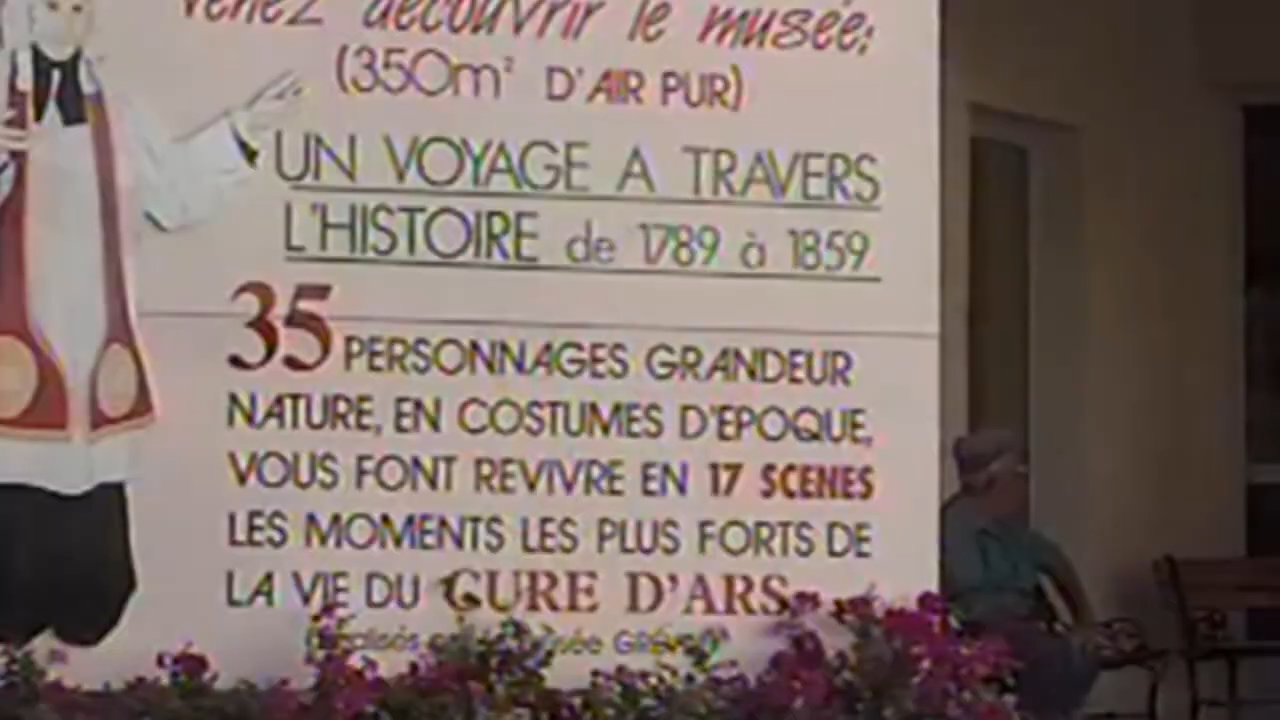 Venez découvrir le musée:
(350m² D'AIR PUR)
UN VOYAGE A TRAVERS
L'HISTOIRE de 1789 à 1859
35 PERSONNAGES GRANDEUR
NATURE, EN COSTUMES D'EPOQUE,
VOUS FONT REVIVRE EN 17 SCENES
LES MOMENTS LES PLUS FORTS DE
LA VIE DU CURE D'ARS